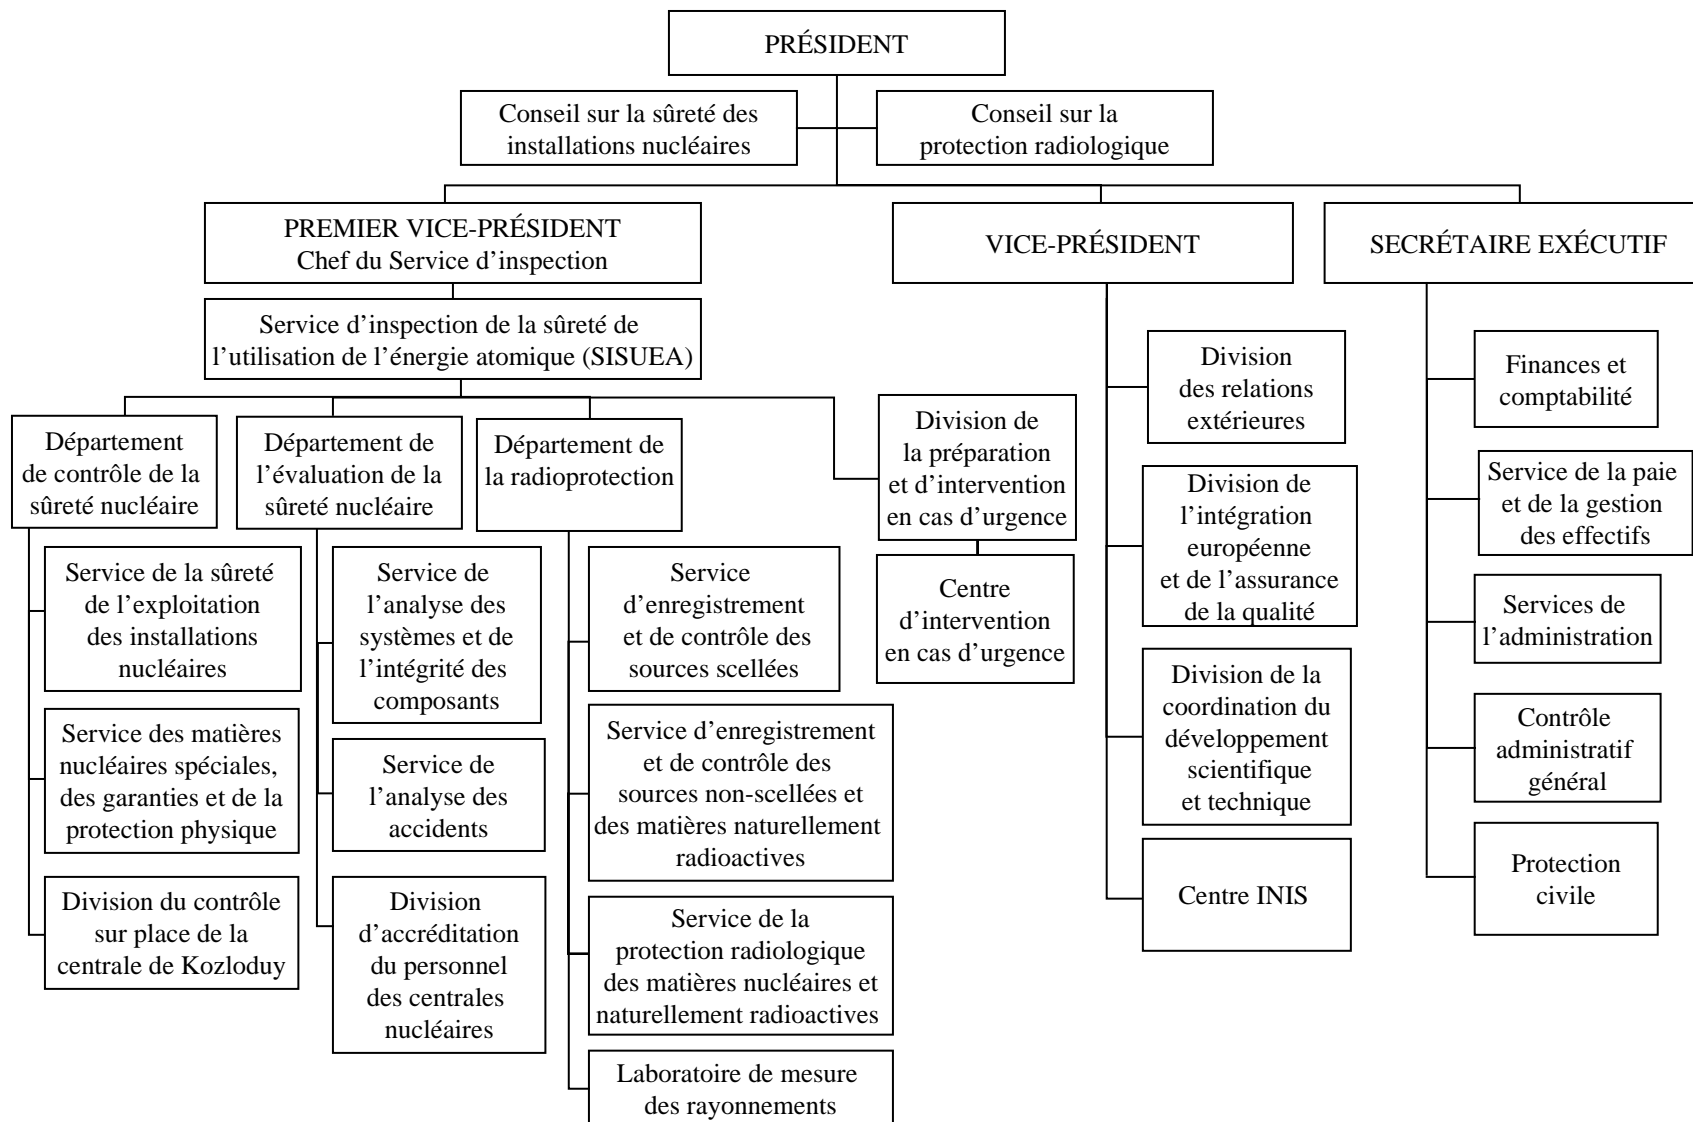 PRÉSIDENT
Conseil sur la sûreté des
installations nucléaires
Conseil sur la
protection radiologique
PREMIER VICE-PRÉSIDENT
Chef du Service d’inspection
VICE-PRÉSIDENT
SECRÉTAIRE EXÉCUTIF
Service d’inspection de la sûreté de
l’utilisation de l’énergie atomique (SISUEA)
Département
de contrôle de la
sûreté nucléaire
Département de
l’évaluation de la
sûreté nucléaire
Département de
la radioprotection
Division de
la préparation
et d’intervention
en cas d’urgence
Division
des relations
extérieures
Finances et
comptabilité
Service de la sûreté
de l’exploitation
des installations
nucléaires
Service de
l’analyse des
systèmes et de
l’intégrité des
composants
Service
d’enregistrement
et de contrôle des
sources scellées
Centre
d’intervention
en cas d’urgence
Division de
l’intégration
européenne
et de l’assurance
de la qualité
Service de la paie
et de la gestion
des effectifs
Services de
l’administration
Service des matières
nucléaires spéciales,
des garanties et de la
protection physique
Service de
l’analyse des
accidents
Service d’enregistrement
et de contrôle des
sources non-scellées et
des matières naturellement
radioactives
Division de la
coordination du
développement
scientifique
et technique
Contrôle
administratif
général
Division du contrôle
sur place de la
centrale de Kozloduy
Division
d’accréditation
du personnel
des centrales
nucléaires
Service de la
protection radiologique
des matières nucléaires et
naturellement radioactives
Centre INIS
Protection
civile
Laboratoire de mesure
des rayonnements